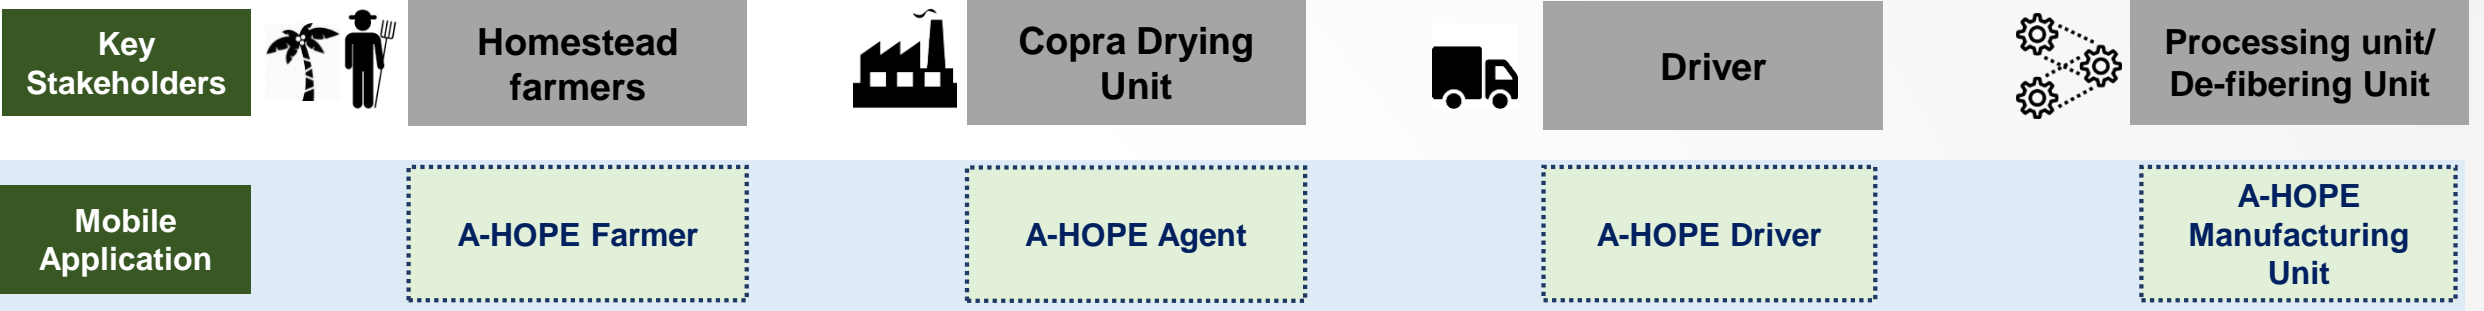 Key
Stakeholders
Homestead
farmers
Copra Drying
Unit
Driver
Processing unit/
De-fibering Unit
Mobile
Application
A-HOPE Farmer
A-HOPE Agent
A-HOPE Driver
A-HOPE
Manufacturing
Unit